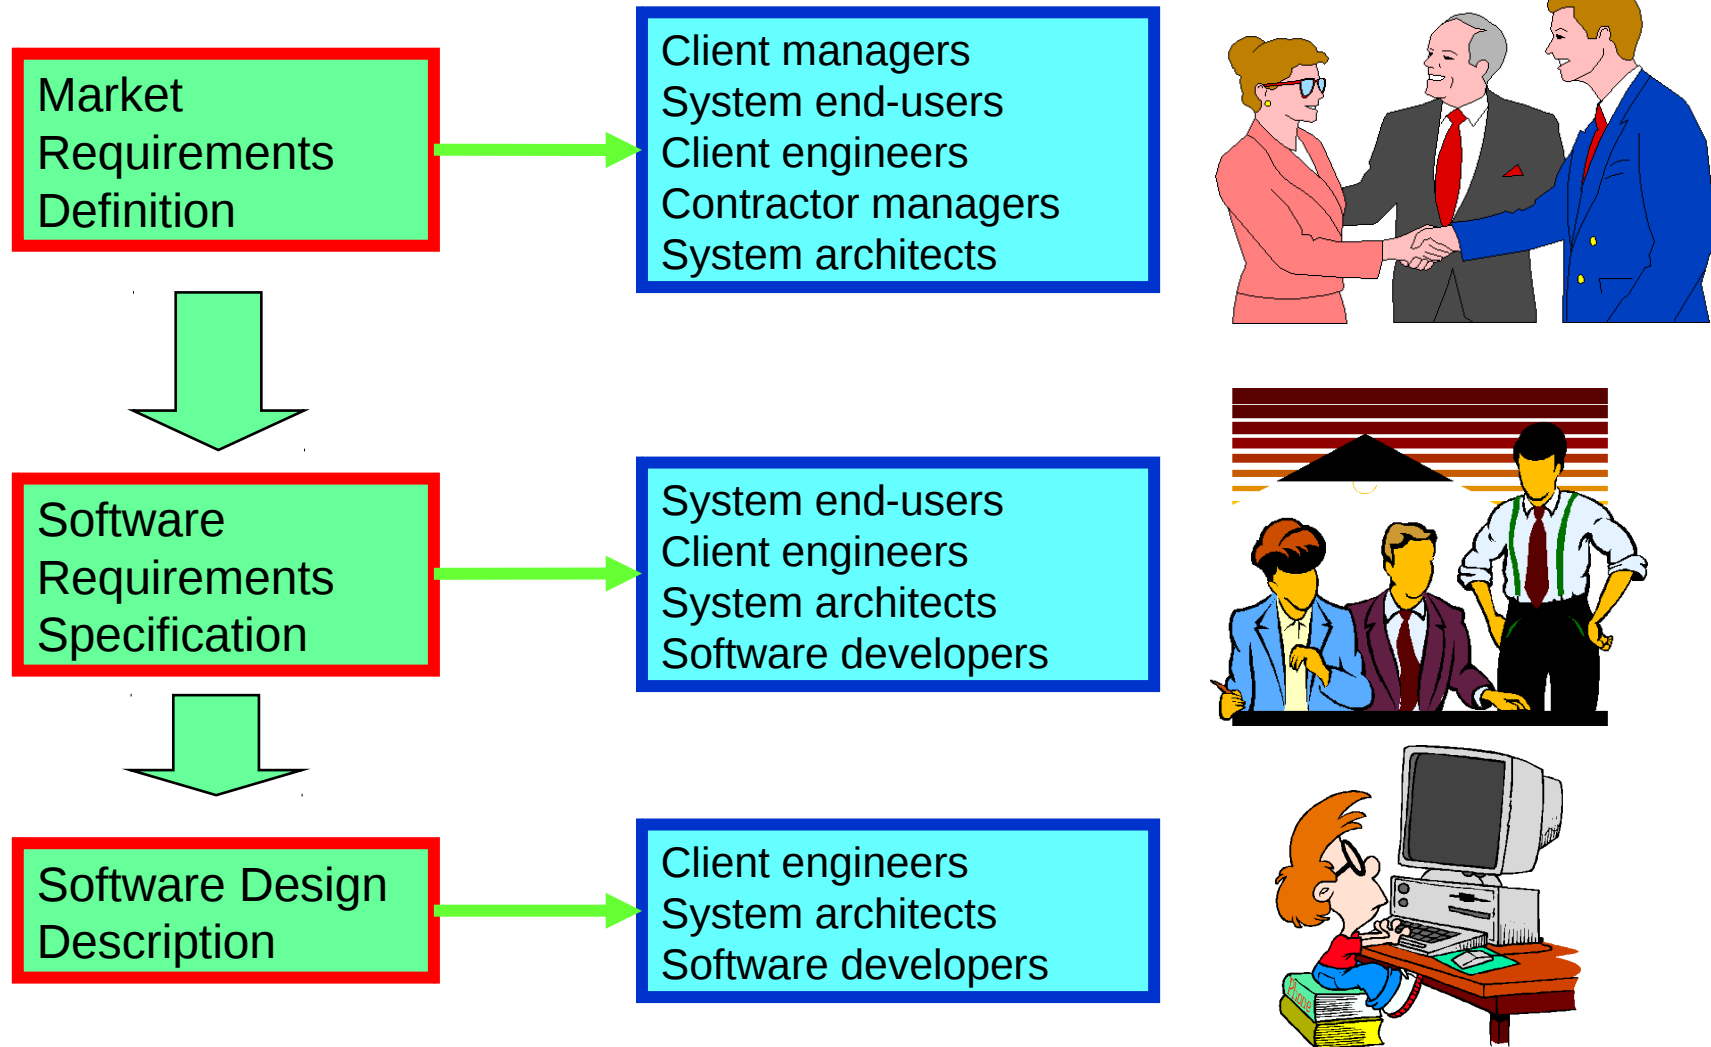 Market
Requirements
Definition
Client managers
System end-users
Client engineers
Contractor managers
System architects
Software
Requirements
Specification
System end-users
Client engineers
System architects
Software developers
Software Design
Description
Client engineers
System architects
Software developers
Phone